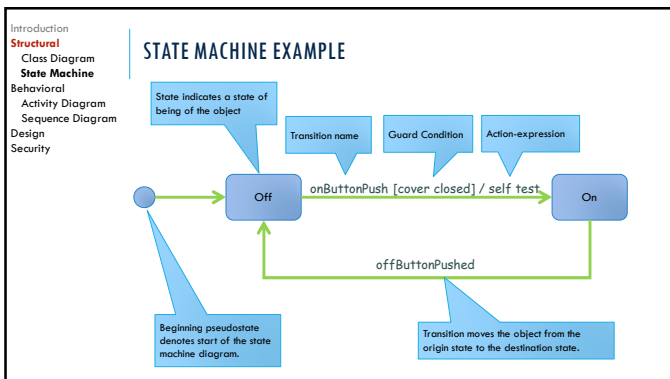 Introduction
Structural
Class Diagram
State Machine
Behavioral
Activity Diagram
Sequence Diagram
Design
Security
STATE MACHINE EXAMPLE
State indicates a state of
being of the object
Transition name
Guard Condition
Action-expression
Off
onButtonPush [cover closed] / self test
On
offButtonPushed
Beginning pseudostate
denotes start of the state
machine diagram.
Transition moves the object from the
origin state to the destination state.